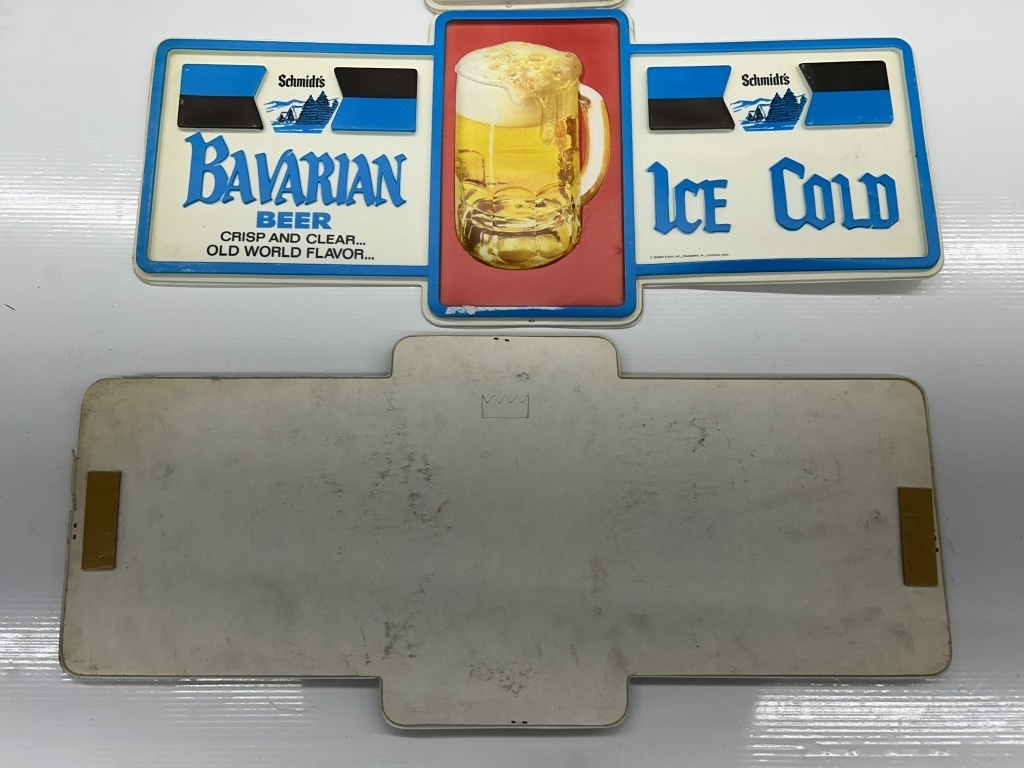 Schmidt's
BAVARIAN
BEER
CRISP AND CLEAR...
OLD WORLD FLAVOR...
Schmidt's
ICE COLD